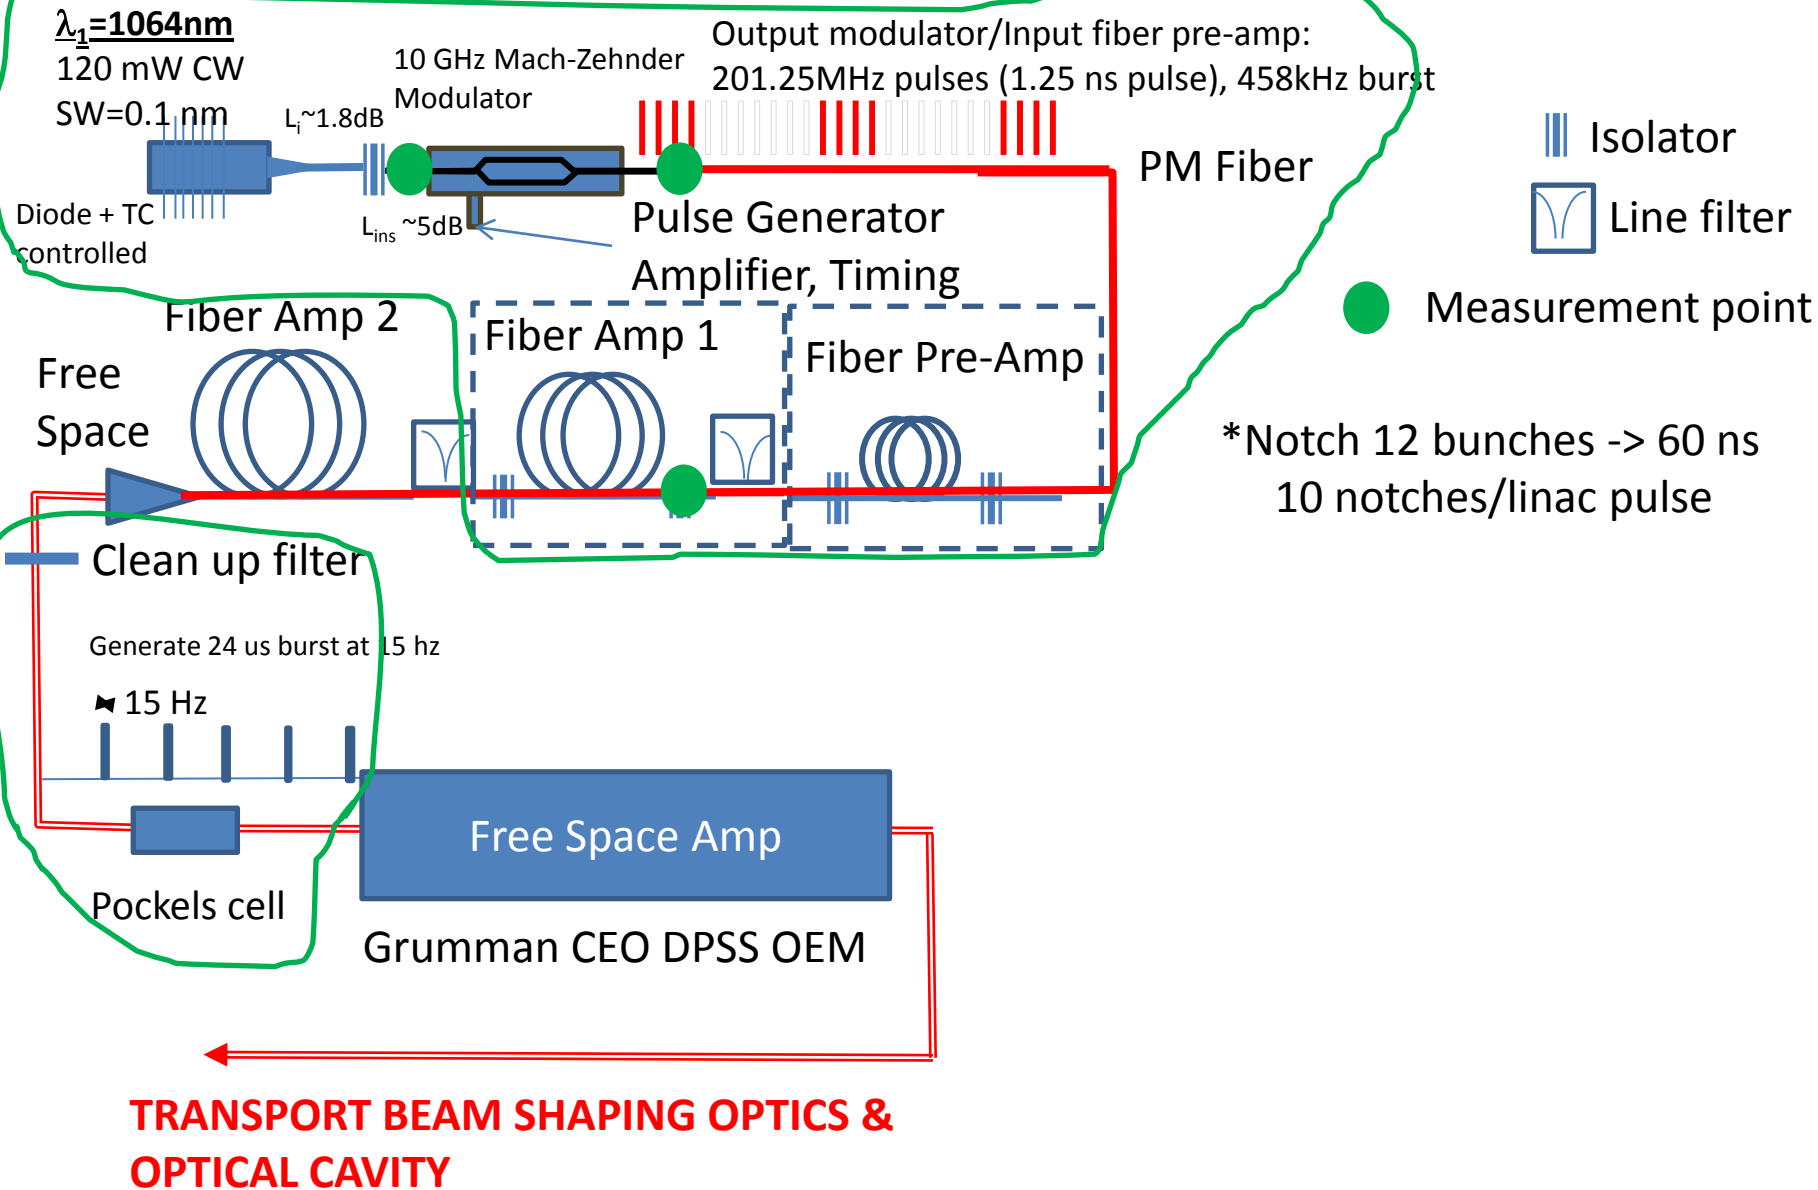 λ1=1064nm
120 mW CW
SW=0.1 nm
Li~1.8dB
10 GHz Mach-Zehnder
Modulator
Output modulator/Input fiber pre-amp:
201.25MHz pulses (1.25 ns pulse), 458kHz burst
Isolator
PM Fiber
Line filter
Diode + TC
controlled
Lins ~5dB
Pulse Generator
Amplifier, Timing
Measurement point
Fiber Amp 2
Fiber Amp 1
Fiber Pre-Amp
Free
Space
*Notch 12 bunches -> 60 ns
10 notches/linac pulse
Clean up filter
Generate 24 us burst at 15 hz
15 Hz
Free Space Amp
Pockels cell
Grumman CEO DPSS OEM
TRANSPORT BEAM SHAPING OPTICS &
OPTICAL CAVITY